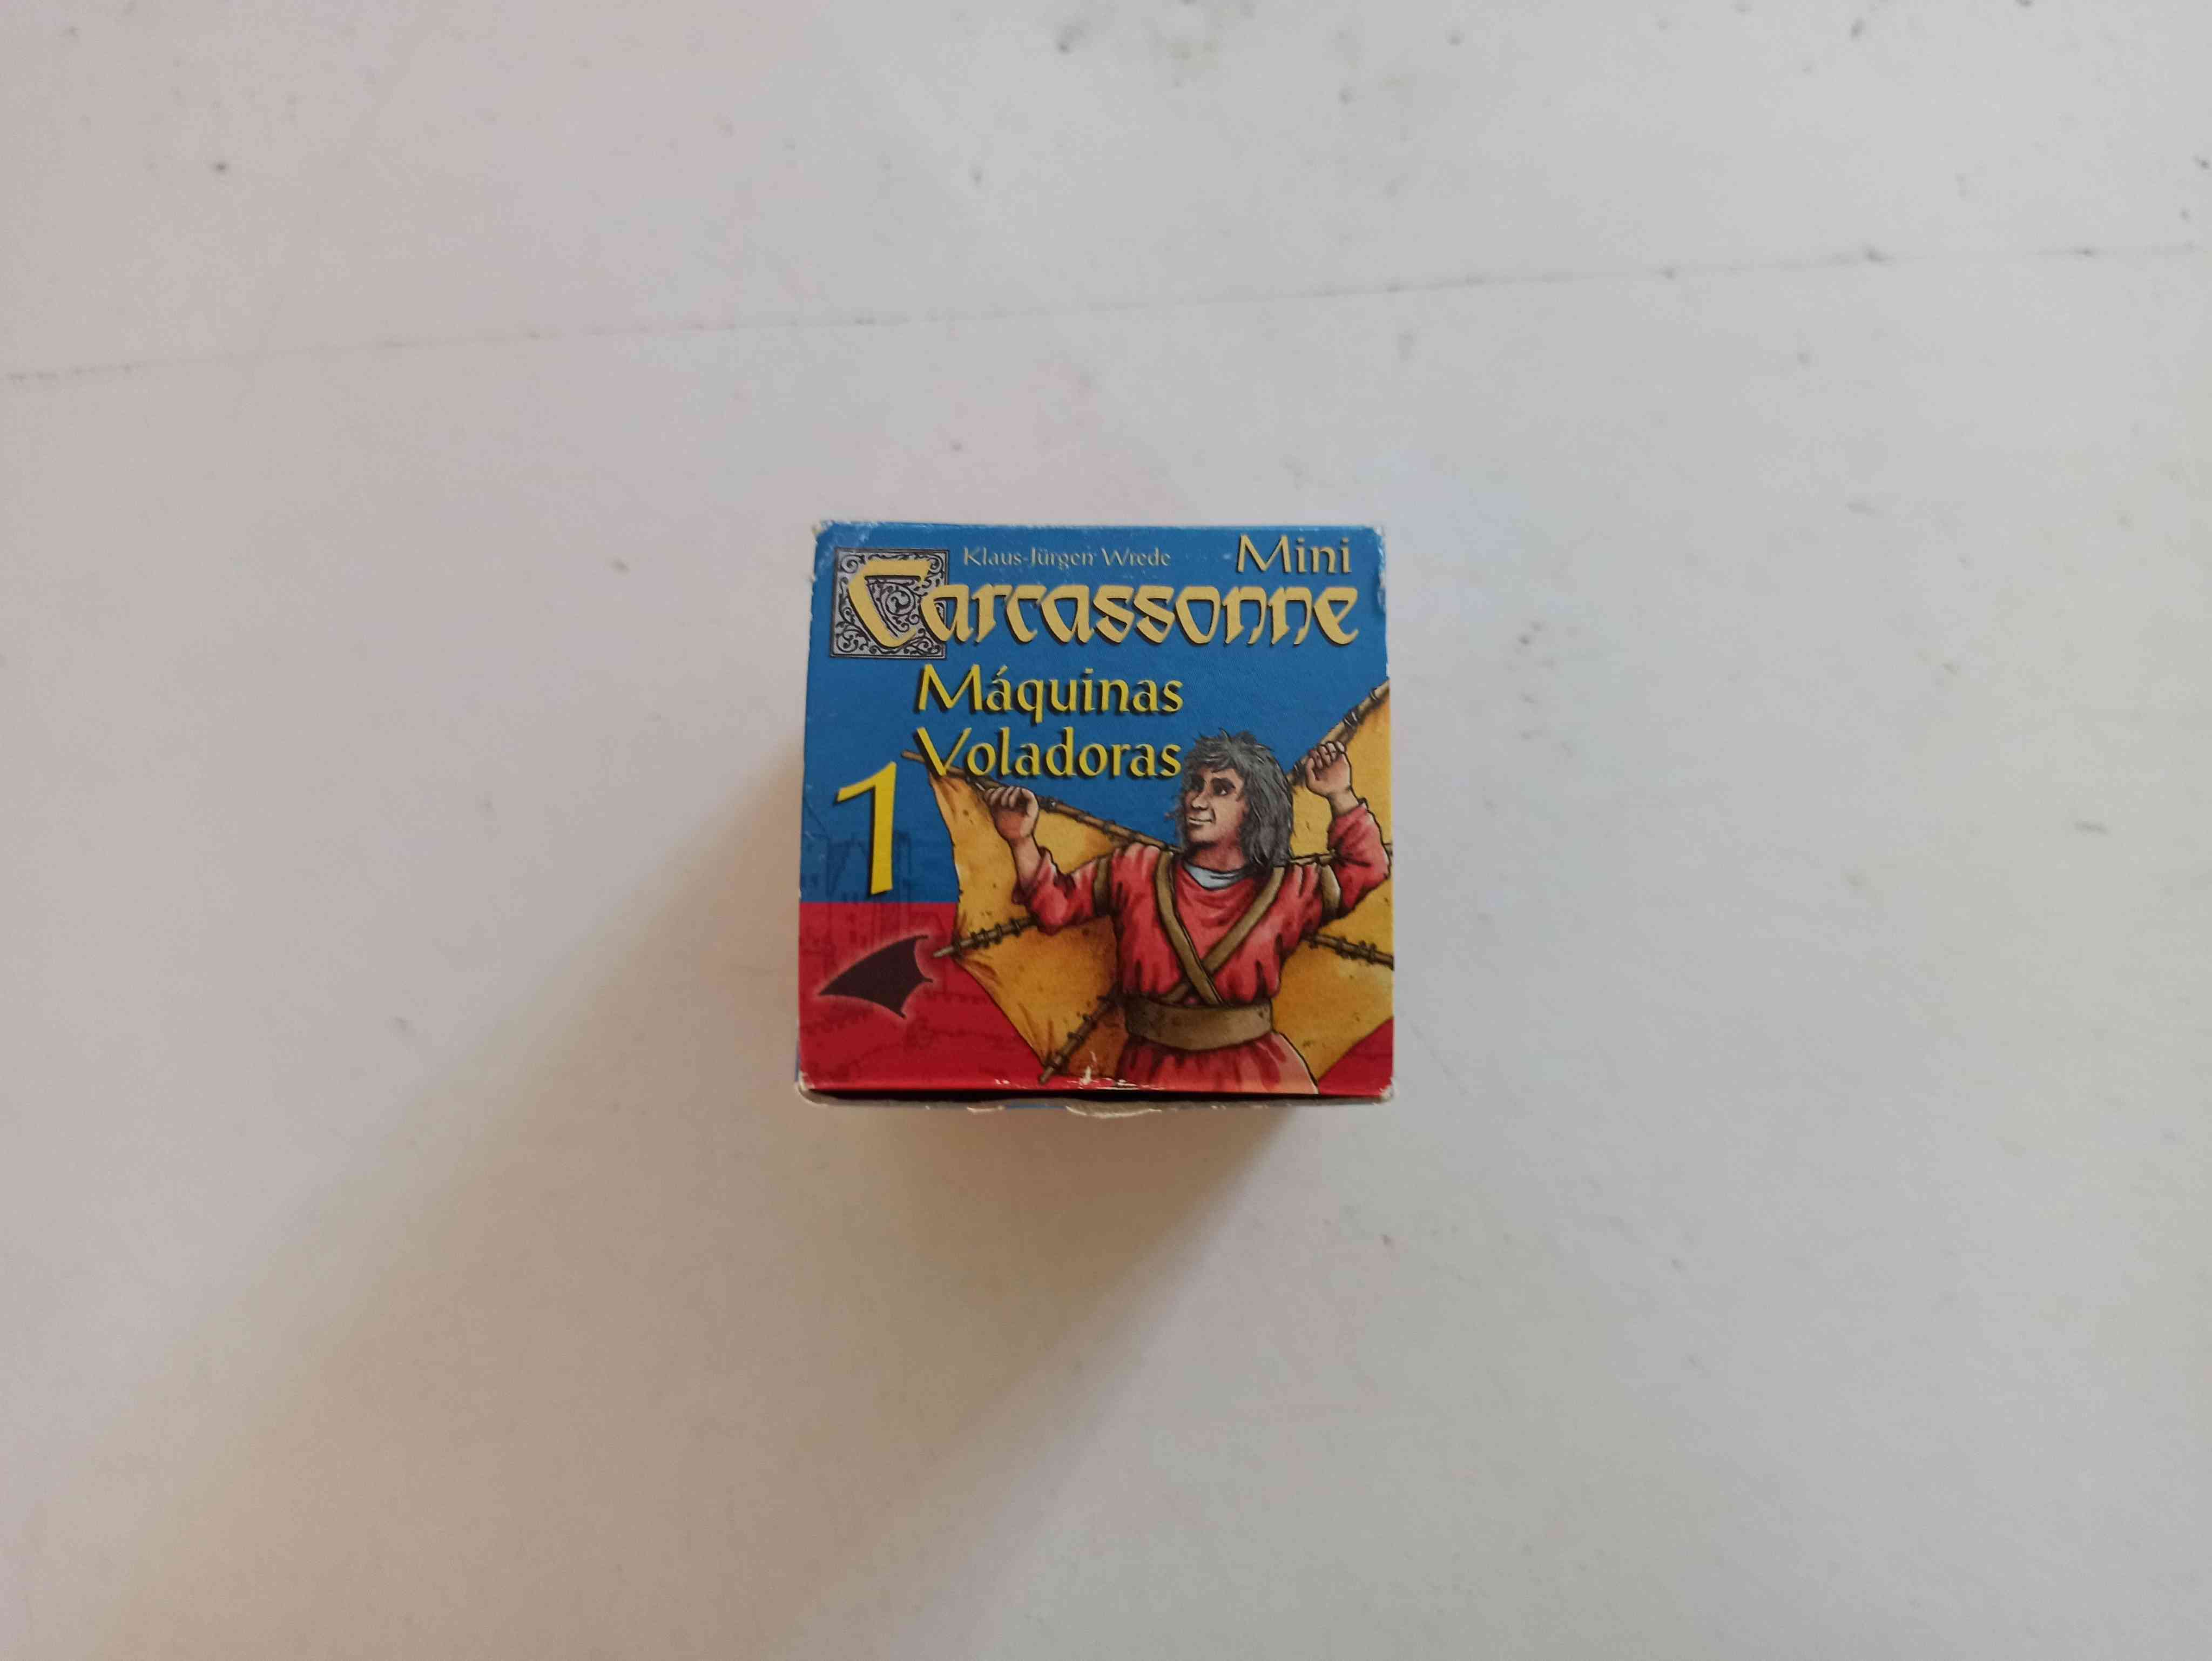 Klaus-Jürgen Wrede
Mini
Carcassonne
Máquinas
Voladoras
1